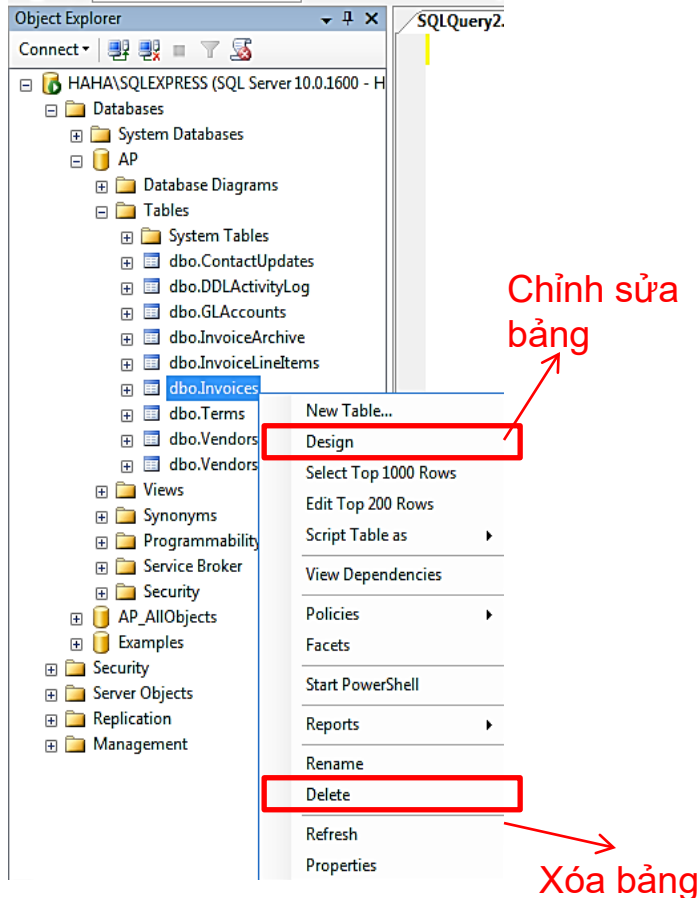 Object Explorer
SQLQuery2.
Connect
HAHA\SQLEXPRESS (SQL Server 10.0.1600 - H
Databases
System Databases
AP
Database Diagrams
Tables
System Tables
dbo.ContactUpdates
dbo.DDLActivityLog
dbo.GLAccounts
dbo.InvoiceArchive
dbo.InvoiceLineItems
dbo.Invoices
dbo.Terms
dbo.Vendors
dbo.Vendors
Views
Synonyms
Programmability
Service Broker
Security
AP_AllObjects
Examples
Security
Server Objects
Replication
Management
New Table...
Design
Select Top 1000 Rows
Edit Top 200 Rows
Script Table as
View Dependencies
Policies
Facets
Start PowerShell
Reports
Rename
Delete
Refresh
Properties
Chỉnh sửa
bảng
Xóa bảng